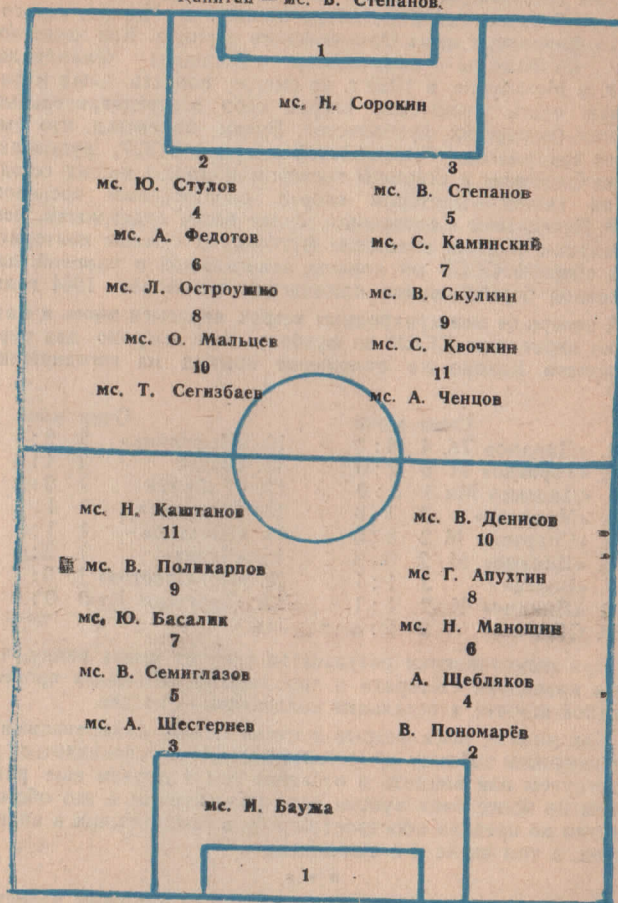 Капитан — мс. В. Степанов.
1
мс. Н. Сорокин
2 3
мс. Ю. Стулов мс. В. Степанов
4 5
мс. А. Федотов мс. С. Каминский
6 7
мс. Л. Остроушко мс. В. Скулкин
8 9
мс. О. Мальцев мс. С. Квочкин
10 11
мс. Т. Сегизбаев мс. А. Ченцов
мс. Н. Каштанов мс. В. Денисов
11 10
мс. В. Поликарпов мс Г. Апухтин
9 8
мс. Ю. Басалик мс. Н. Маношин
7 6
мс. В. Семиглазов А. Щебляков
5 4
мс. А. Шестернев В. Пономарёв
3 2
мс. И. Баужа
1